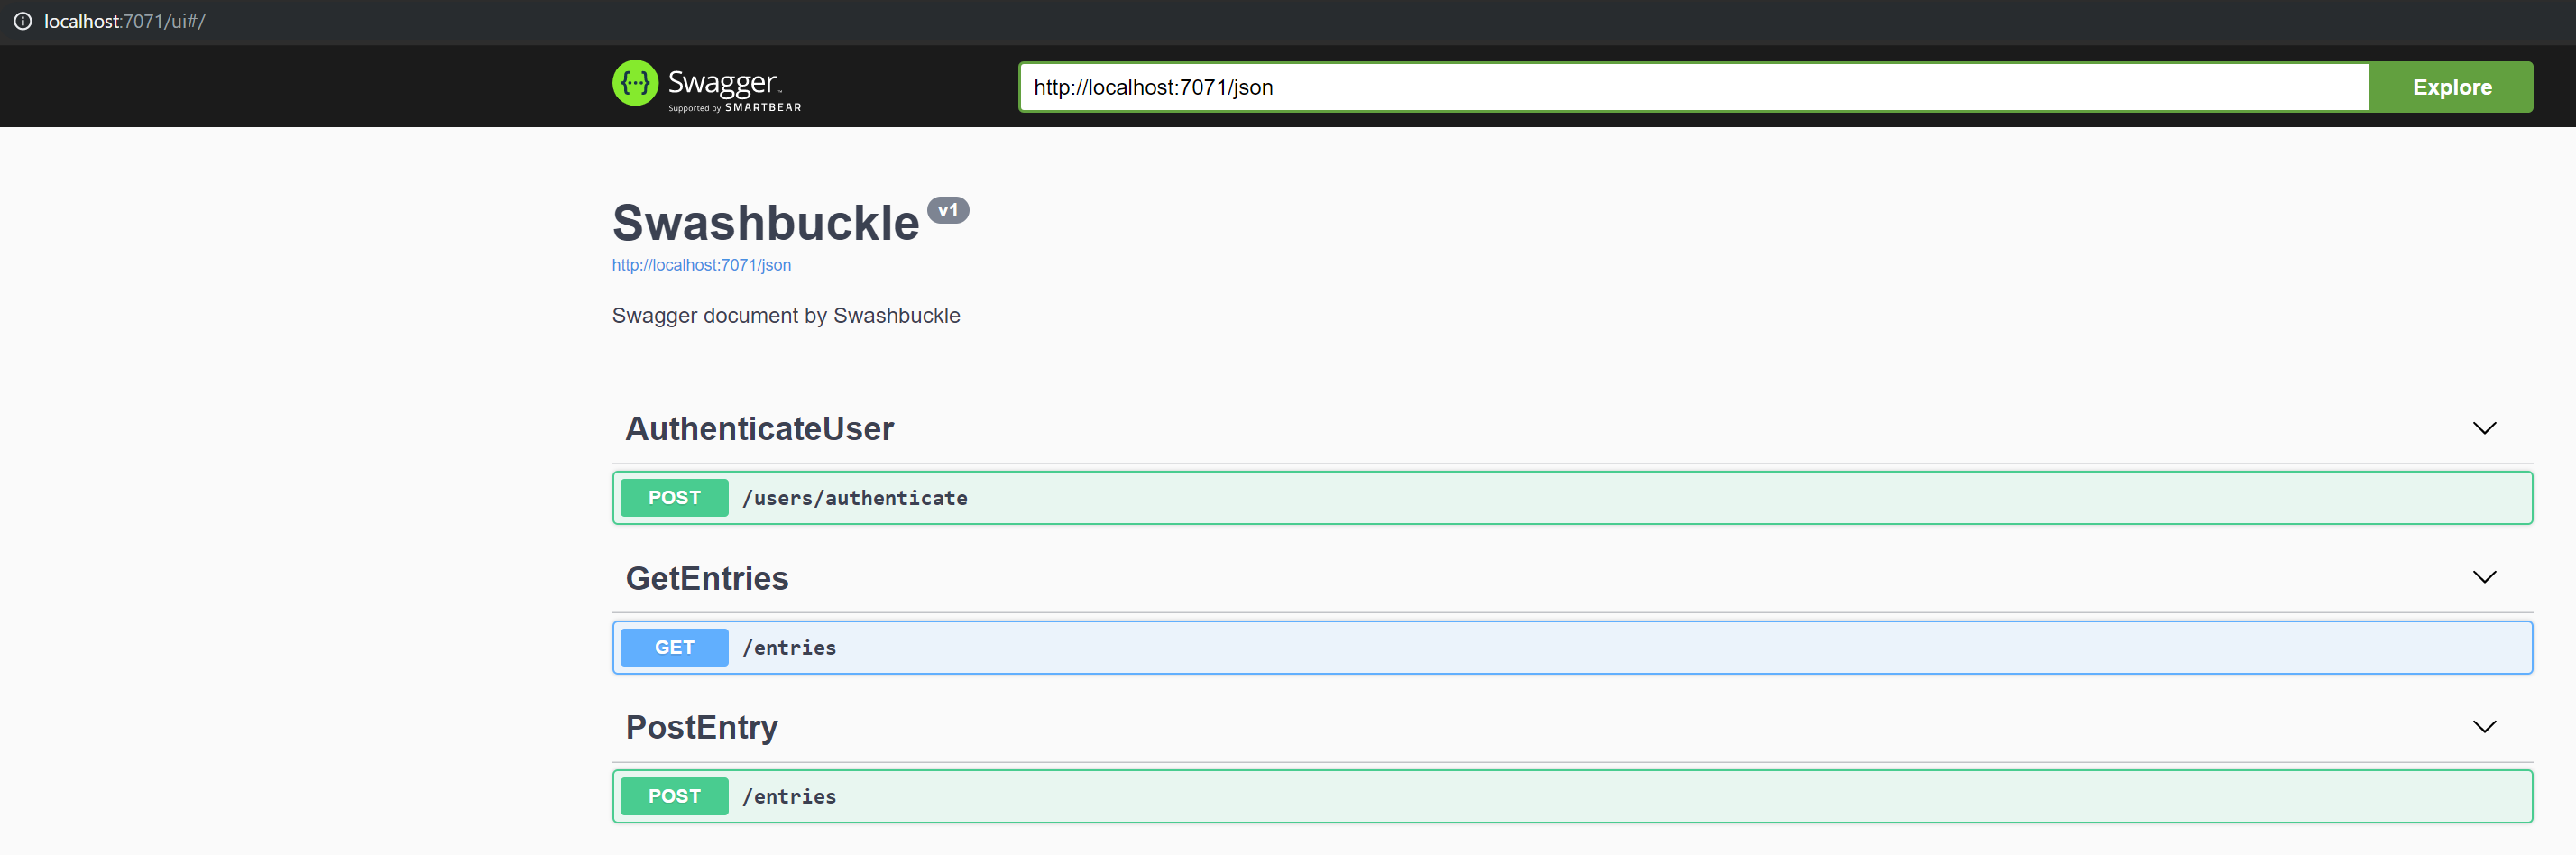 localhost:7071/ui#/
{...} Swagger™
Supported by SMARTBEAR
http://localhost:7071/json
Explore
Swashbuckle v1
http://localhost:7071/json
Swagger document by Swashbuckle
AuthenticateUser
POST /users/authenticate
GetEntries
GET /entries
PostEntry
POST /entries